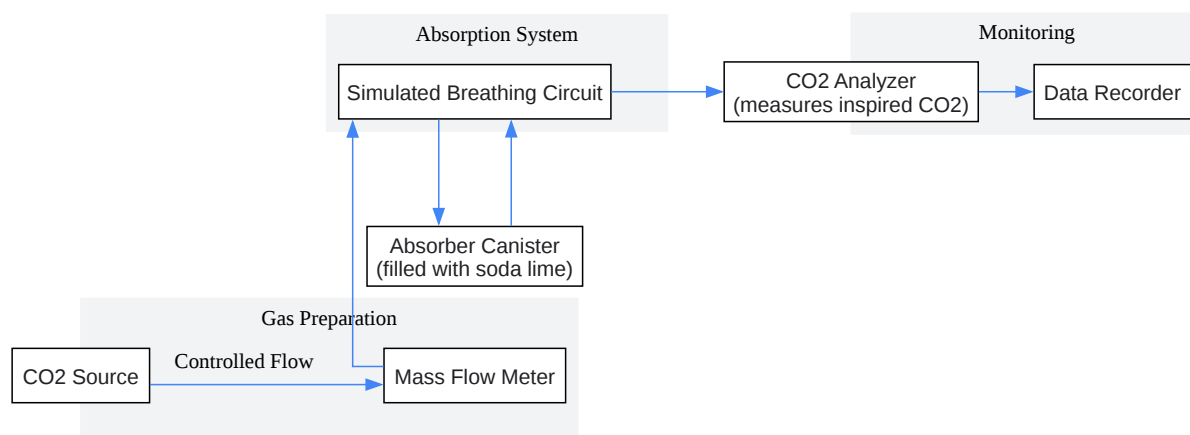 Absorption System
Monitoring
Simulated Breathing Circuit
CO2 Analyzer
(measures inspired CO2)
Data Recorder
Absorber Canister
(filled with soda lime)
Gas Preparation
Controlled Flow
CO2 Source
Mass Flow Meter